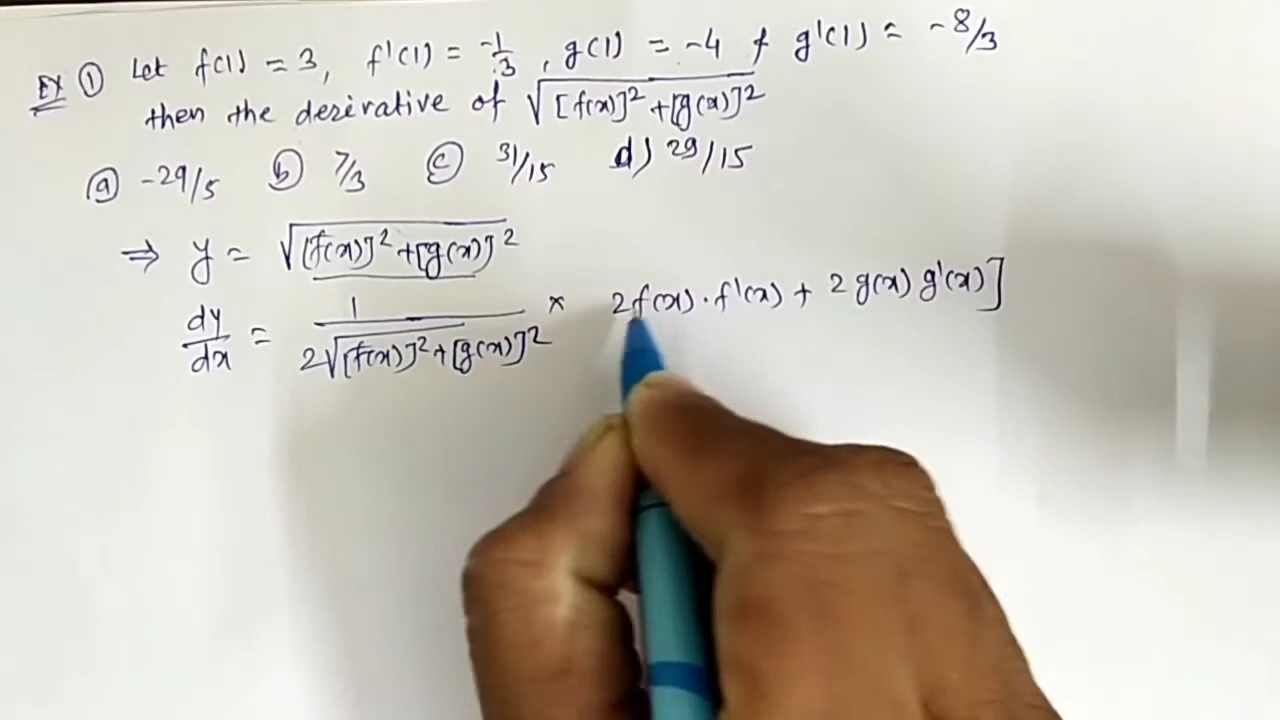 Ex ① Let f(1) = 3, f'(1) = -1/3, g(1) = -4 & g'(1) = -8/3
then the derivative of √[f(x)]² + [g(x)]²
ⓐ -29/5 ⓑ 7/3 ⓒ 31/15 d) 29/15
⇒ y = √[f(x)]² + [g(x)]²
dy/dx = 1/2√[f(x)]² + [g(x)]² × 2f(x) · f'(x) + 2g(x) g'(x)]